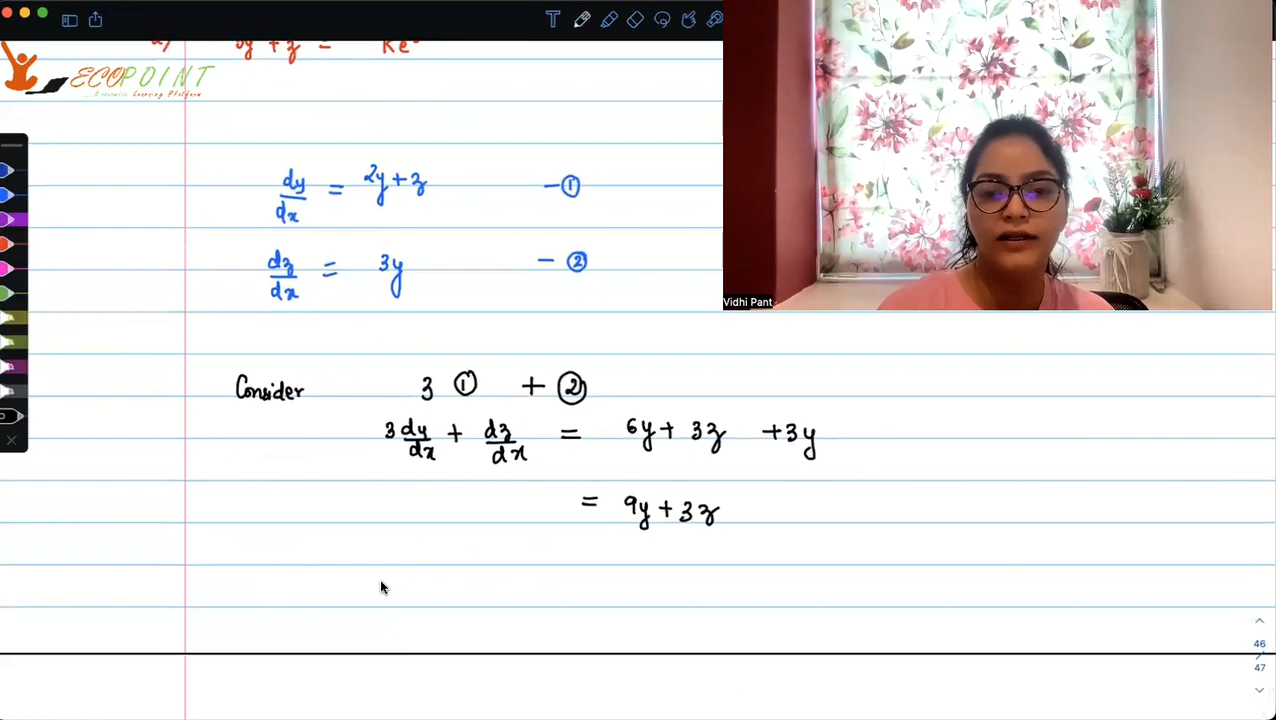 3y + z =
ECOPOINT
dy/dx = 2y + z — ①
dz/dx = 3y — ②
Consider 3 ① + ②
3 dy/dx + dz/dx = 6y + 3z + 3y
= 9y + 3z
Vidhi Pant
46
47